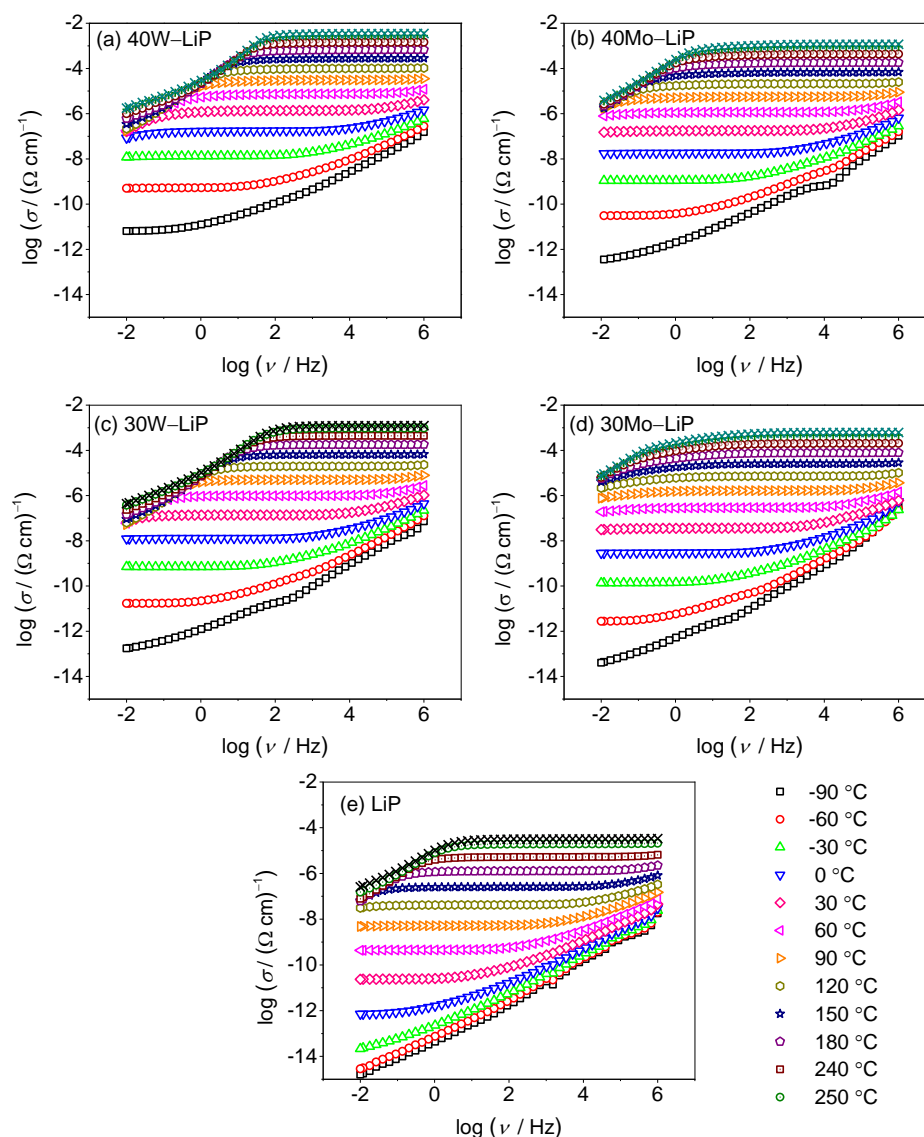 (a) 40W–LiP
-2
-4
-6
-8
-10
-12
-14
log (σ / (Ω cm)⁻¹)
-2 0 2 4 6
log (ν / Hz)
(b) 40Mo–LiP
-2
-4
-6
-8
-10
-12
-14
log (σ / (Ω cm)⁻¹)
-2 0 2 4 6
log (ν / Hz)
(c) 30W–LiP
-2
-4
-6
-8
-10
-12
-14
log (σ / (Ω cm)⁻¹)
-2 0 2 4 6
log (ν / Hz)
(d) 30Mo–LiP
-2
-4
-6
-8
-10
-12
-14
log (σ / (Ω cm)⁻¹)
-2 0 2 4 6
log (ν / Hz)
(e) LiP
-2
-4
-6
-8
-10
-12
-14
log (σ / (Ω cm)⁻¹)
-2 0 2 4 6
log (ν / Hz)
-90 °C
-60 °C
-30 °C
0 °C
30 °C
60 °C
90 °C
120 °C
150 °C
180 °C
240 °C
250 °C